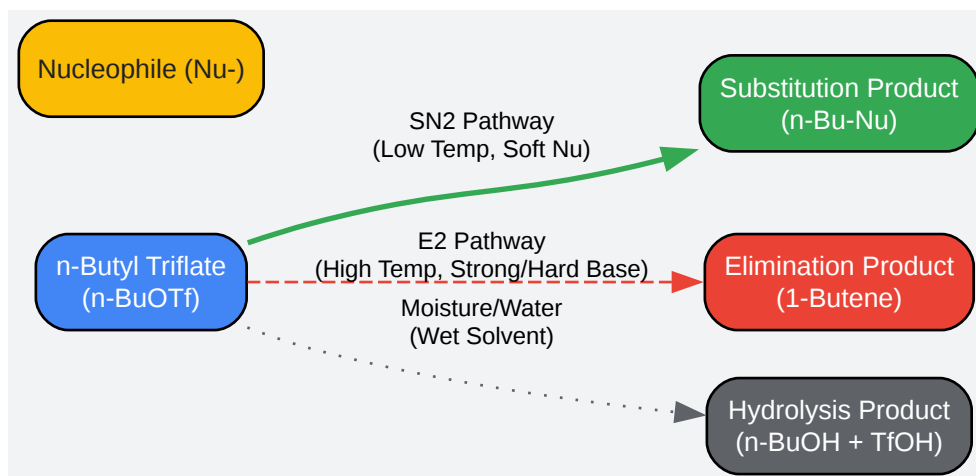 Nucleophile (Nu-)
Substitution Product
(n-Bu-Nu)
SN2 Pathway
(Low Temp, Soft Nu)
n-Butyl Triflate
(n-BuOTf)
E2 Pathway
(High Temp, Strong/Hard Base)
Elimination Product
(1-Butene)
Moisture/Water
(Wet Solvent)
Hydrolysis Product
(n-BuOH + TfOH)